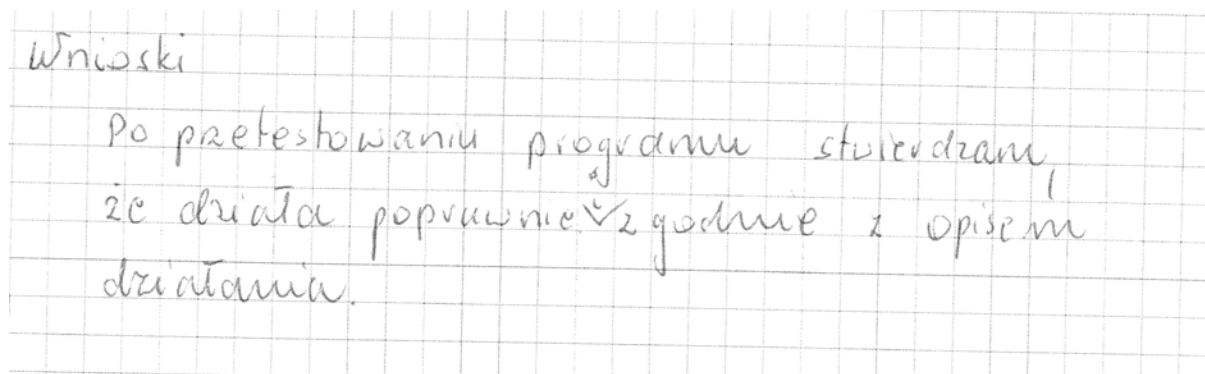 Wnioski
Po przetestowaniu programu stwierdzam,
że działa poprawnie i zgodnie z opisem
działania.